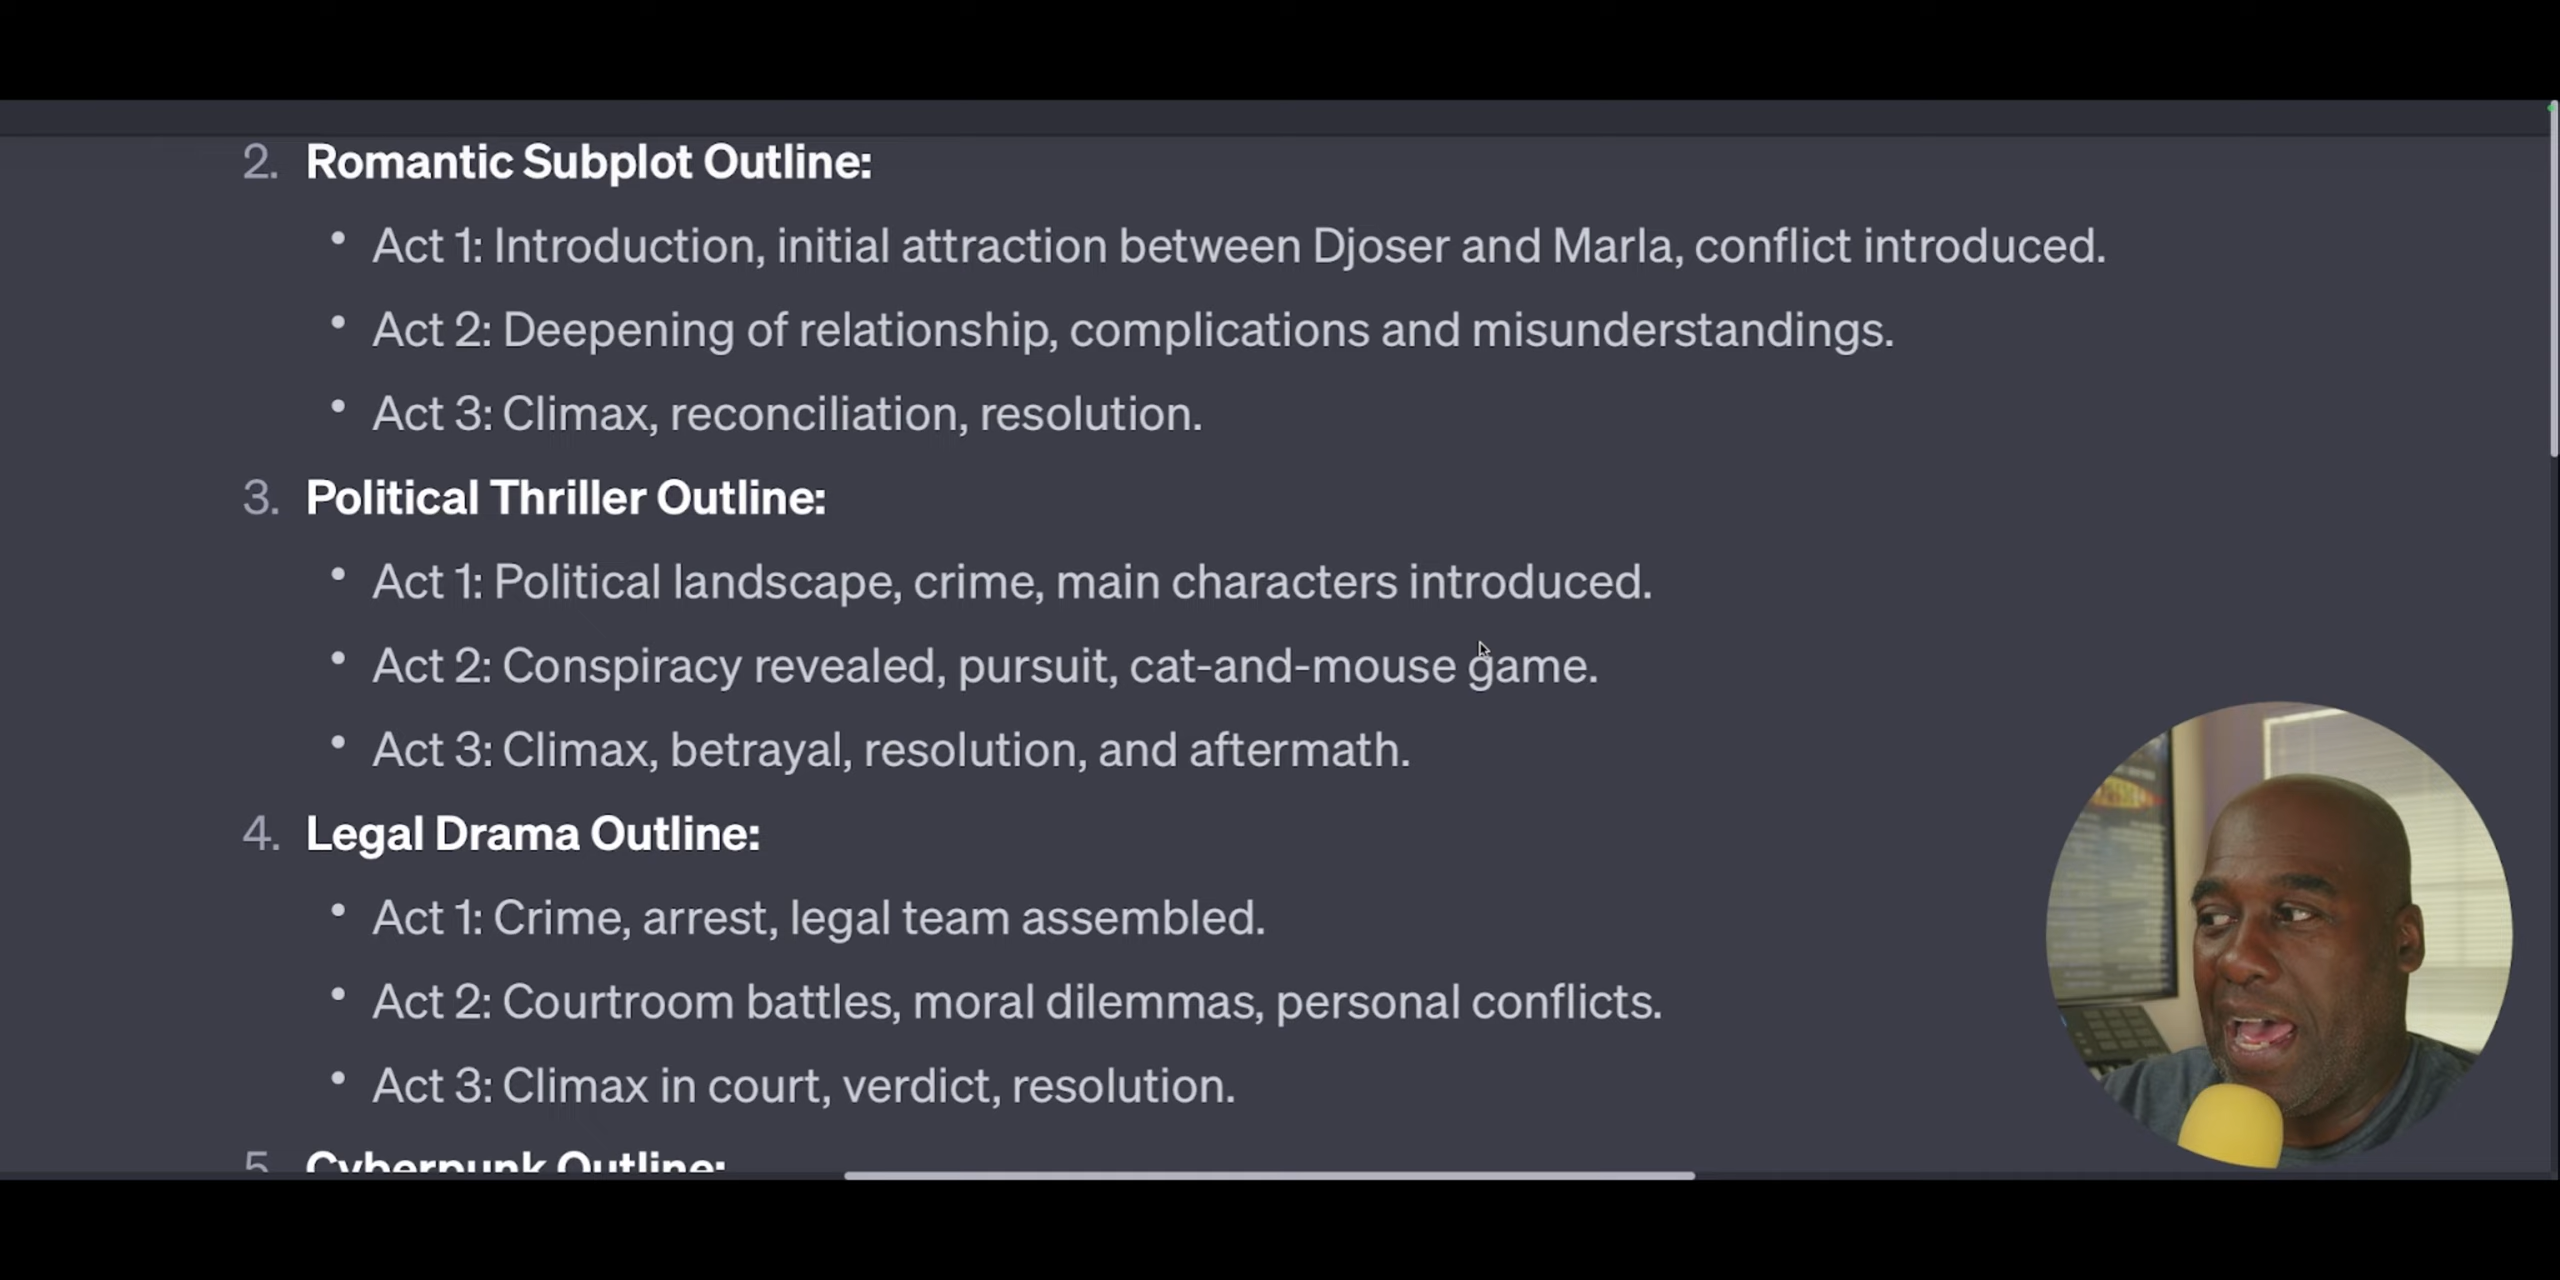 2. Romantic Subplot Outline:
• Act 1: Introduction, initial attraction between Djoser and Marla, conflict introduced.
• Act 2: Deepening of relationship, complications and misunderstandings.
• Act 3: Climax, reconciliation, resolution.
3. Political Thriller Outline:
• Act 1: Political landscape, crime, main characters introduced.
• Act 2: Conspiracy revealed, pursuit, cat-and-mouse game.
• Act 3: Climax, betrayal, resolution, and aftermath.
4. Legal Drama Outline:
• Act 1: Crime, arrest, legal team assembled.
• Act 2: Courtroom battles, moral dilemmas, personal conflicts.
• Act 3: Climax in court, verdict, resolution.
5. Cyberpunk Outline: